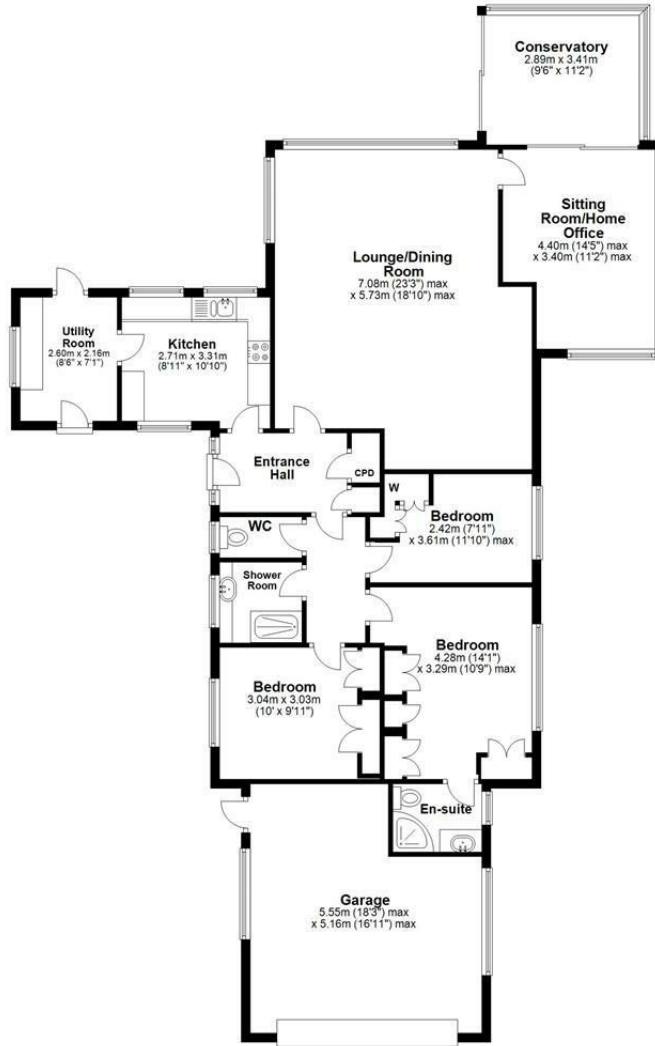 Conservatory
2.89m x 3.41m
(9'6" x 11'2")
Sitting
Room/Home
Office
4.40m (14'5") max
x 3.40m (11'2") max
Lounge/Dining
Room
7.08m (23'3") max
x 5.73m (18'10") max
Utility
Room
2.60m x 2.16m
(8'6" x 7'1")
Kitchen
2.71m x 3.31m
(8'11" x 10'10")
Entrance
Hall
CPD
W
Bedroom
2.42m (7'11")
x 3.61m (11'10") max
WC
Shower
Room
Bedroom
4.28m (14'1")
x 3.29m (10'9") max
Bedroom
3.04m x 3.03m
(10' x 9'11")
En-suite
Garage
5.55m (18'3") max
x 5.16m (16'11") max